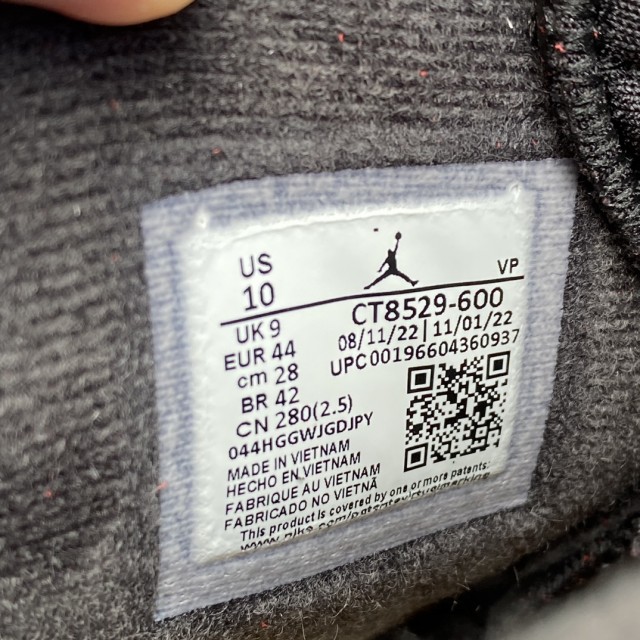 US
10
VP
UK 9
EUR 44
cm 28
BR 42
CN 280(2.5)
CT8529-600
08/11/22 | 11/01/22
UPC001966604360937
044HGGWJGDJPY
MADE IN VIETNAM
HECHO EN VIETNAM
FABRIQUE AU VIETNAM
FABRICADO NO VIETNÃ
This product is covered by one or more patents.